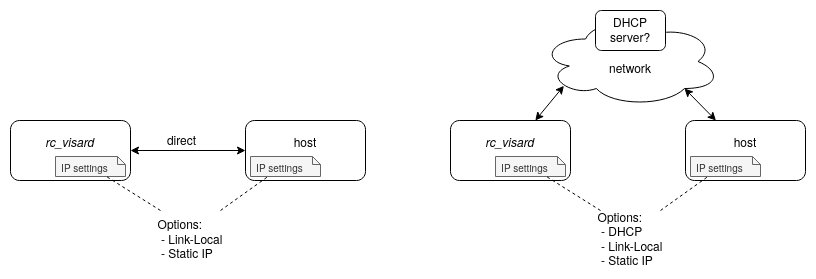 rc_visard
direct
host
IP settings
IP settings
Options:
- Link-Local
- Static IP
DHCP
server?
network
rc_visard
host
IP settings
IP settings
Options:
- DHCP
- Link-Local
- Static IP